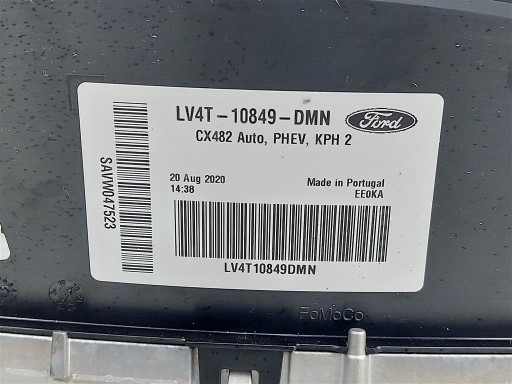 LV4T-10849-DMN
Ford
CX482 Auto, PHEV, KPH 2
20 Aug 2020
14:38
Made in Portugal
EE0KA
SAVW047523
LV4T10849DMN
FoMoCo